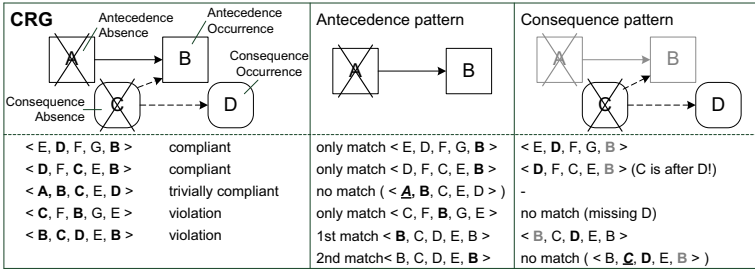 CRG
Antecedence
Absence
Antecedence
Occurrence
A
B
Consequence
Occurrence
Consequence
Absence
C
D
< E, D, F, G, B > compliant
< D, F, C, E, B > compliant
< A, B, C, E, D > trivially compliant
< C, F, B, G, E > violation
< B, C, D, E, B > violation
Antecedence pattern
A
B
only match < E, D, F, G, B >
only match < D, F, C, E, B >
no match ( < A, B, C, E, D > )
only match < C, F, B, G, E >
1st match < B, C, D, E, B >
2nd match< B, C, D, E, B >
Consequence pattern
A
B
C
D
< E, D, F, G, B >
< D, F, C, E, B > (C is after D!)
-
no match (missing D)
< B, C, D, E, B >
no match ( < B, C, D, E, B > )